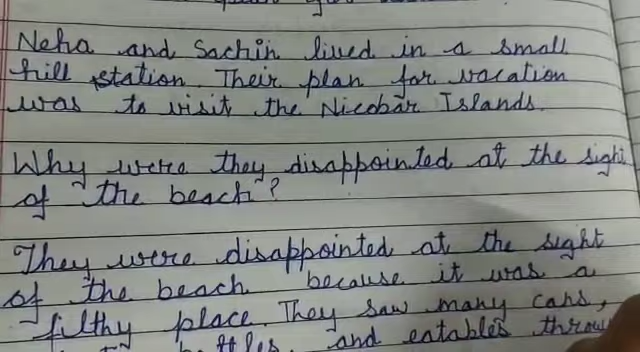 Neha and Sachin lived in a small
hill station. Their plan for vacation
was to visit the Nicobar Islands.
Why were they disappointed at the sight
of the beach?
They were disappointed at the sight
of the beach because it was a
filthy place. They saw many cans,
and eatables